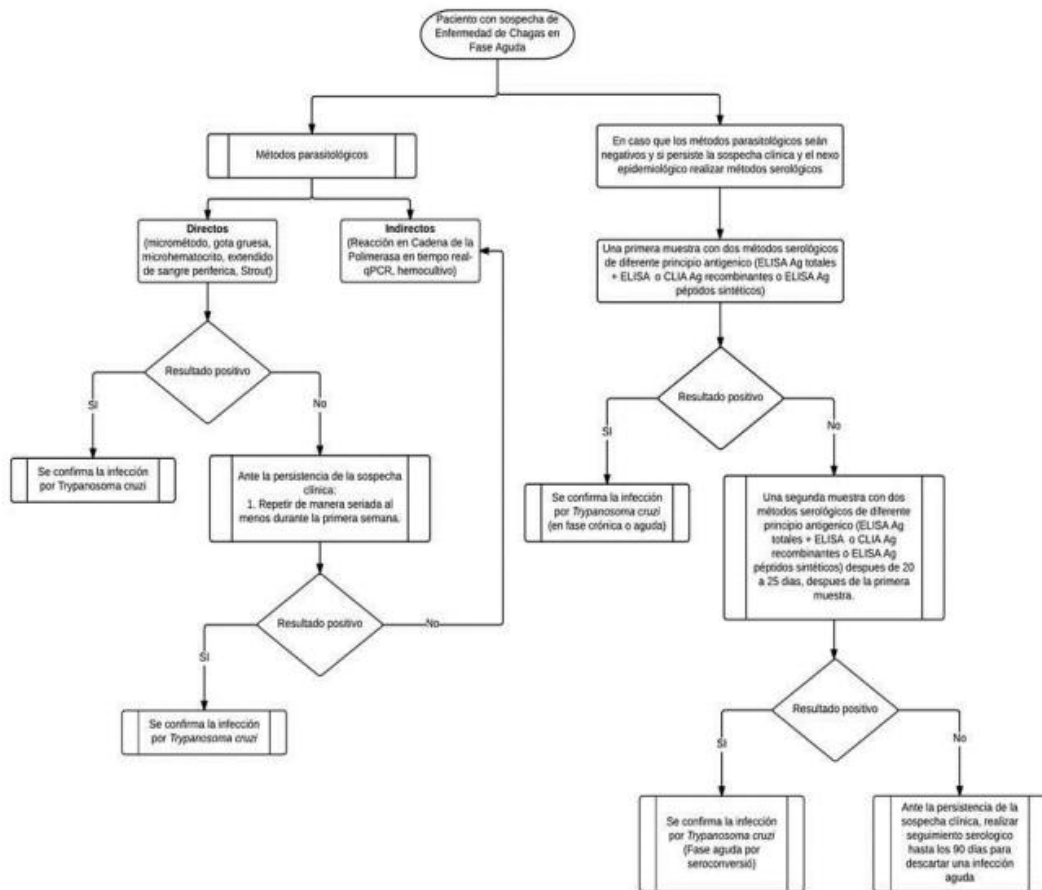 Paciento con sospecha de
Enfermedad de Chagas en
Fase Aguda
Métodos parasitológicos
Directos
(micrométodo, gota gruesa,
microhematocrito, extendido
de sangre periferica, Strout)
Indirectos
(Reacción en Cadena de la
Polimerasa en tiempo real-
qPCR, hemocultivo)
Resultado positivo
SI
No
Se confirma la infección
por Trypanosoma cruzi
Ante la persistencia de la sospecha
clínica:
1. Repetir de manera seriada al
menos durante la primera semana.
Resultado positivo
SI
No
Se confirma la infección
por Trypanosoma cruzi
En caso que los métodos parasitológicos seán
negativos y si persiste la sospecha clínica y el nexo
epidemiológico realizar métodos serológicos
Una primera muestra con dos métodos serológicos
de diferente principio antigenico (ELISA Ag totales
+ ELISA o CLIA Ag recombinantes o ELISA Ag
péptidos sintéticos)
Resultado positivo
SI
No
Se confirma la infección
por Trypanosoma cruzi
(en fase crónica o aguda)
Una segunda muestra con dos
métodos serológicos de diferente
principio antigenico (ELISA Ag
totales + ELISA o CLIA Ag
recombinantes o ELISA Ag
péptidos sintéticos) despues de 20
a 25 dias, despues de la primera
muestra.
Resultado positivo
SI
No
Se confirma la infección
por Trypanosoma cruzi
(Fase aguda por
seroconversió)
Ante la persistencia de la
sospecha clínica, realizar
seguimiento serologico
hasta los 90 días para
descartar una infección
aguda